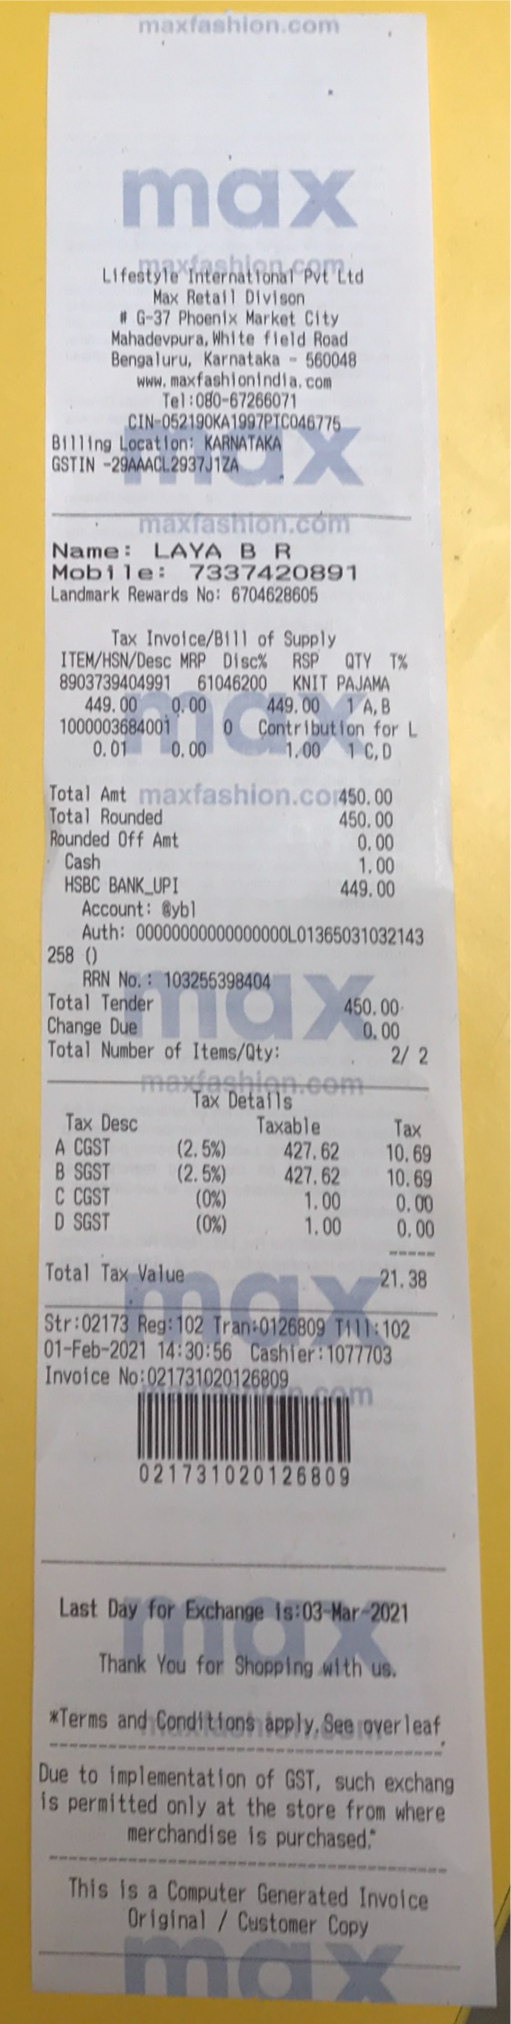 maxfashion.com
max
maxfashion.com
Lifestyle International Pvt Ltd
Max Retail Divison
# G-37 Phoenix Market City
Mahadevpura, White field Road
Bengaluru, Karnataka - 560048
www.maxfashionindia.com
Tel:080-67266071
CIN-052190KA1997PTC046775
Billing Location: KARNATAKA
max
GSTIN -29AAACL2937J1ZA
maxfashion.com
Name: LAYA B R
Mobile: 7337420891
Landmark Rewards No: 6704628605
Tax Invoice/Bill of Supply
ITEM/HSN/Desc MRP Disc% RSP QTY T%
8903739404991 61046200 KNIT PAJAMA
449.00 0.00 449.00 1 A,B
max
1000003684001 0 Contribution for L
0.01 0.00 1.00 1 C,D
Total Amt 450.00
maxfashion.com
Total Rounded 450.00
Rounded Off Amt 0.00
Cash 1.00
HSBC BANK_UPI 449.00
Account: @ybl
Auth: 00000000000000000L01365031032143
258 ()
RRN No.: 103255398404
max
Total Tender 450.00
Change Due 0.00
Total Number of Items/Qty: 2/ 2
maxfashion.com
Tax Details
Tax Desc Taxable Tax
A CGST (2.5%) 427.62 10.69
B SGST (2.5%) 427.62 10.69
C CGST (0%) 1.00 0.00
D SGST (0%) 1.00 0.00
Total Tax Value 21.38
max
Str:02173 Reg:102 Tran:0126809 Till:102
01-Feb-2021 14:30:56 Cashier:1077703
Invoice No:021731020126809
021731020126809
Last Day for Exchange is:03-Mar-2021
max
Thank You for Shopping with us.
*Terms and Conditions apply.See overleaf
Due to implementation of GST, such exchang
is permitted only at the store from where
merchandise is purchased."
This is a Computer Generated Invoice
Original / Customer Copy
max